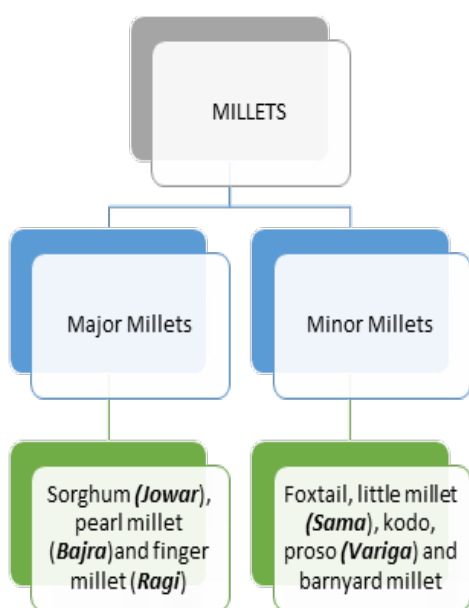 MILLETS
Major Millets
Minor Millets
Sorghum (Jowar),
pearl millet
(Bajra)and finger
millet (Ragi)
Foxtail, little millet
(Sama), kodo,
proso (Variga) and
barnyard millet